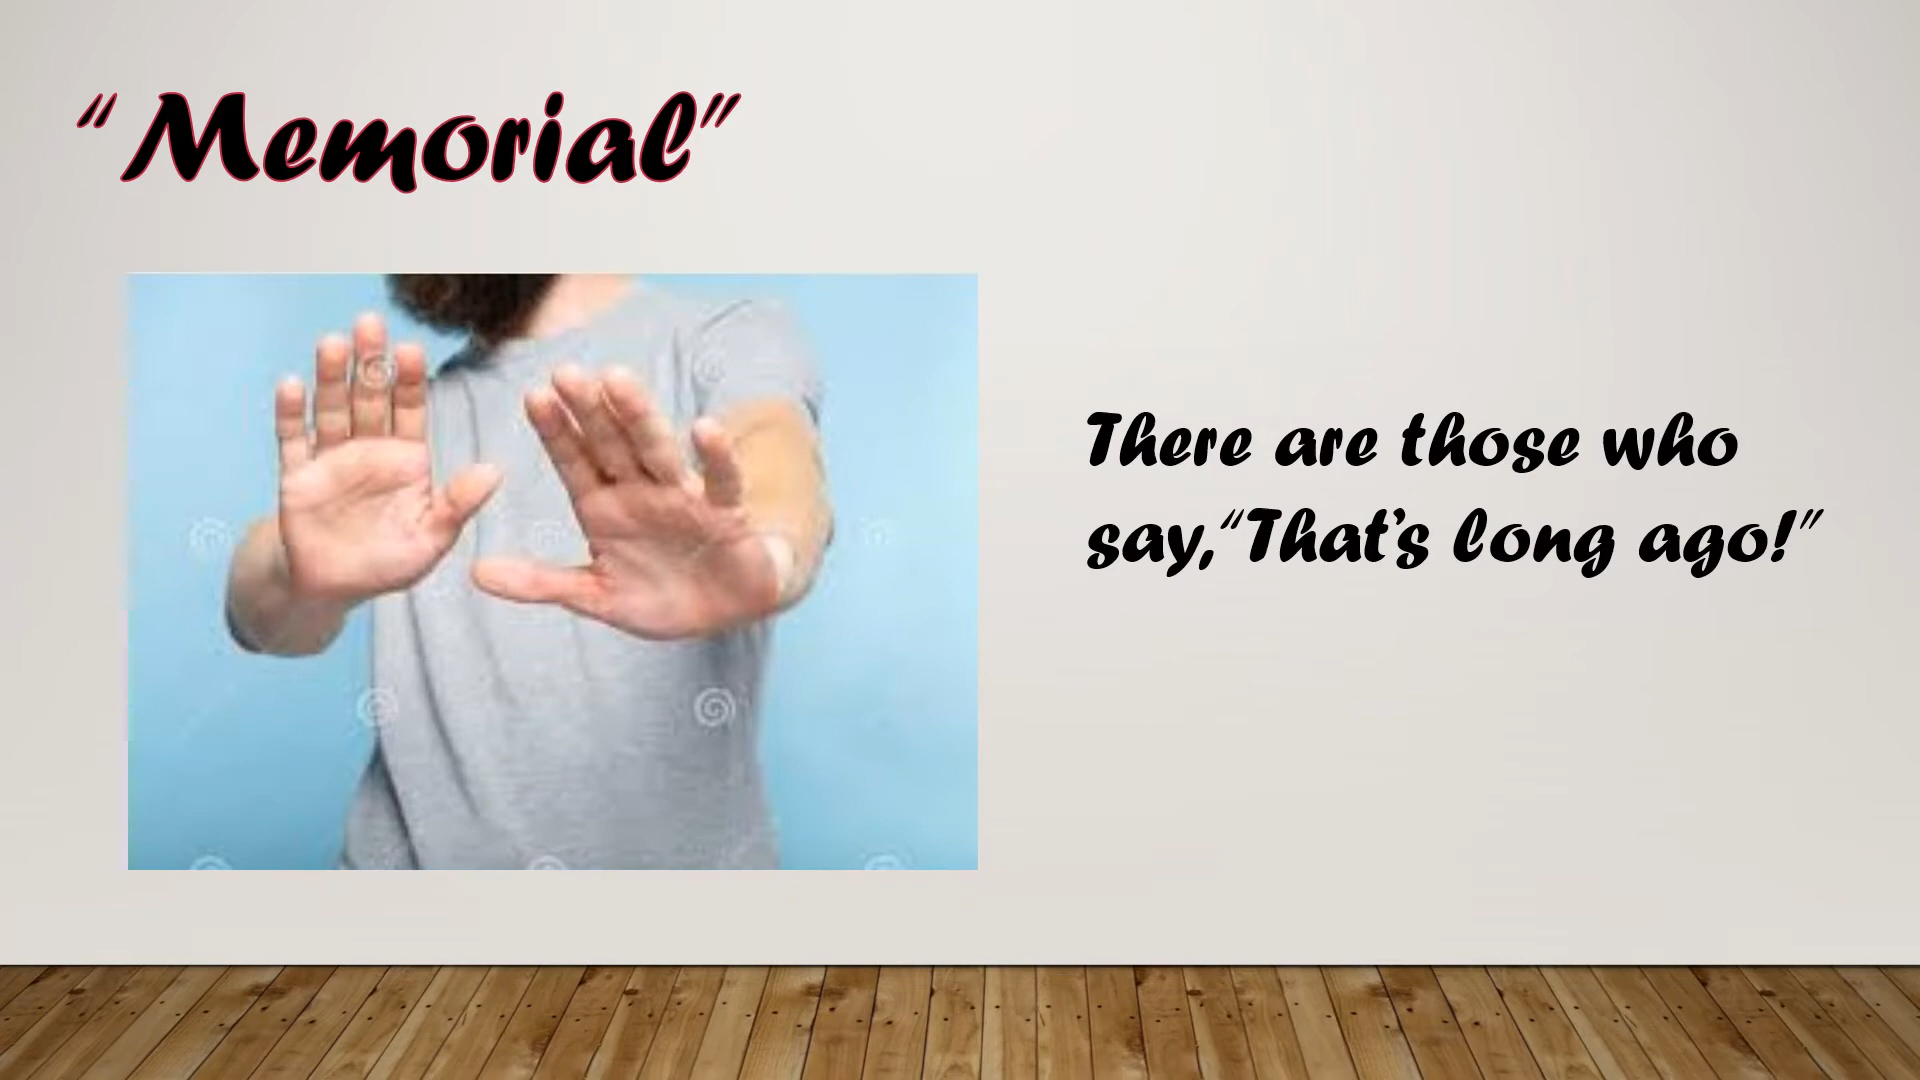 “ Memorial”
There are those who
say,“That’s long ago!”